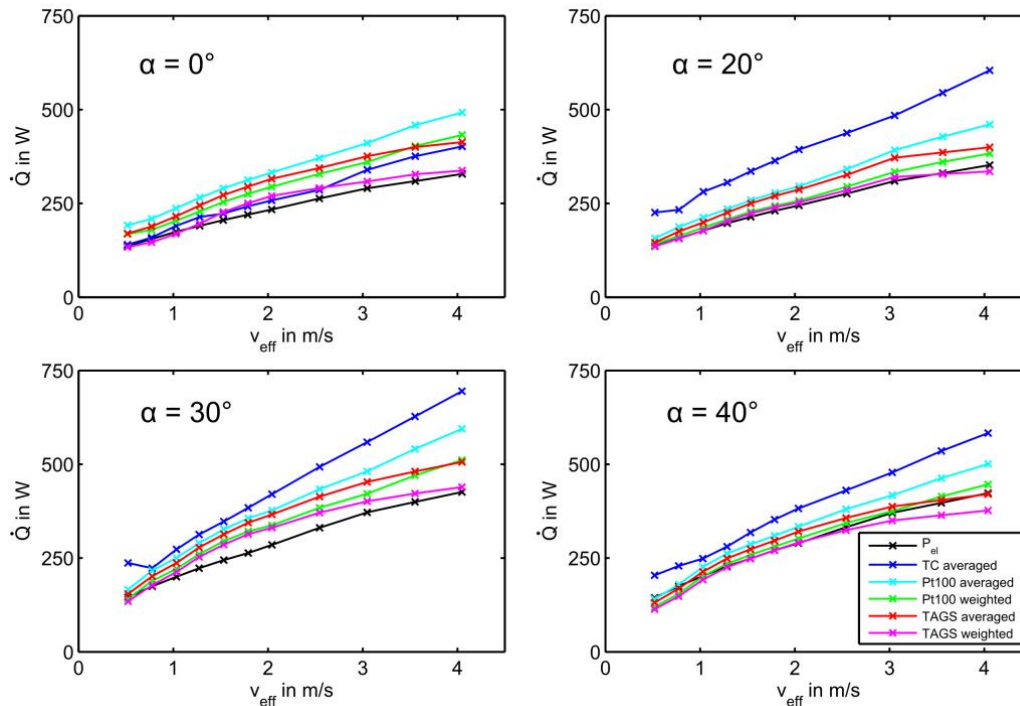 750
500
250
0
Q̇ in W
α = 0°
0 1 2 3 4
v_eff in m/s
750
500
250
0
Q̇ in W
α = 20°
0 1 2 3 4
v_eff in m/s
750
500
250
0
Q̇ in W
α = 30°
0 1 2 3 4
v_eff in m/s
750
500
250
0
Q̇ in W
α = 40°
0 1 2 3 4
v_eff in m/s
P_el
TC averaged
Pt100 averaged
Pt100 weighted
TAGS averaged
TAGS weighted